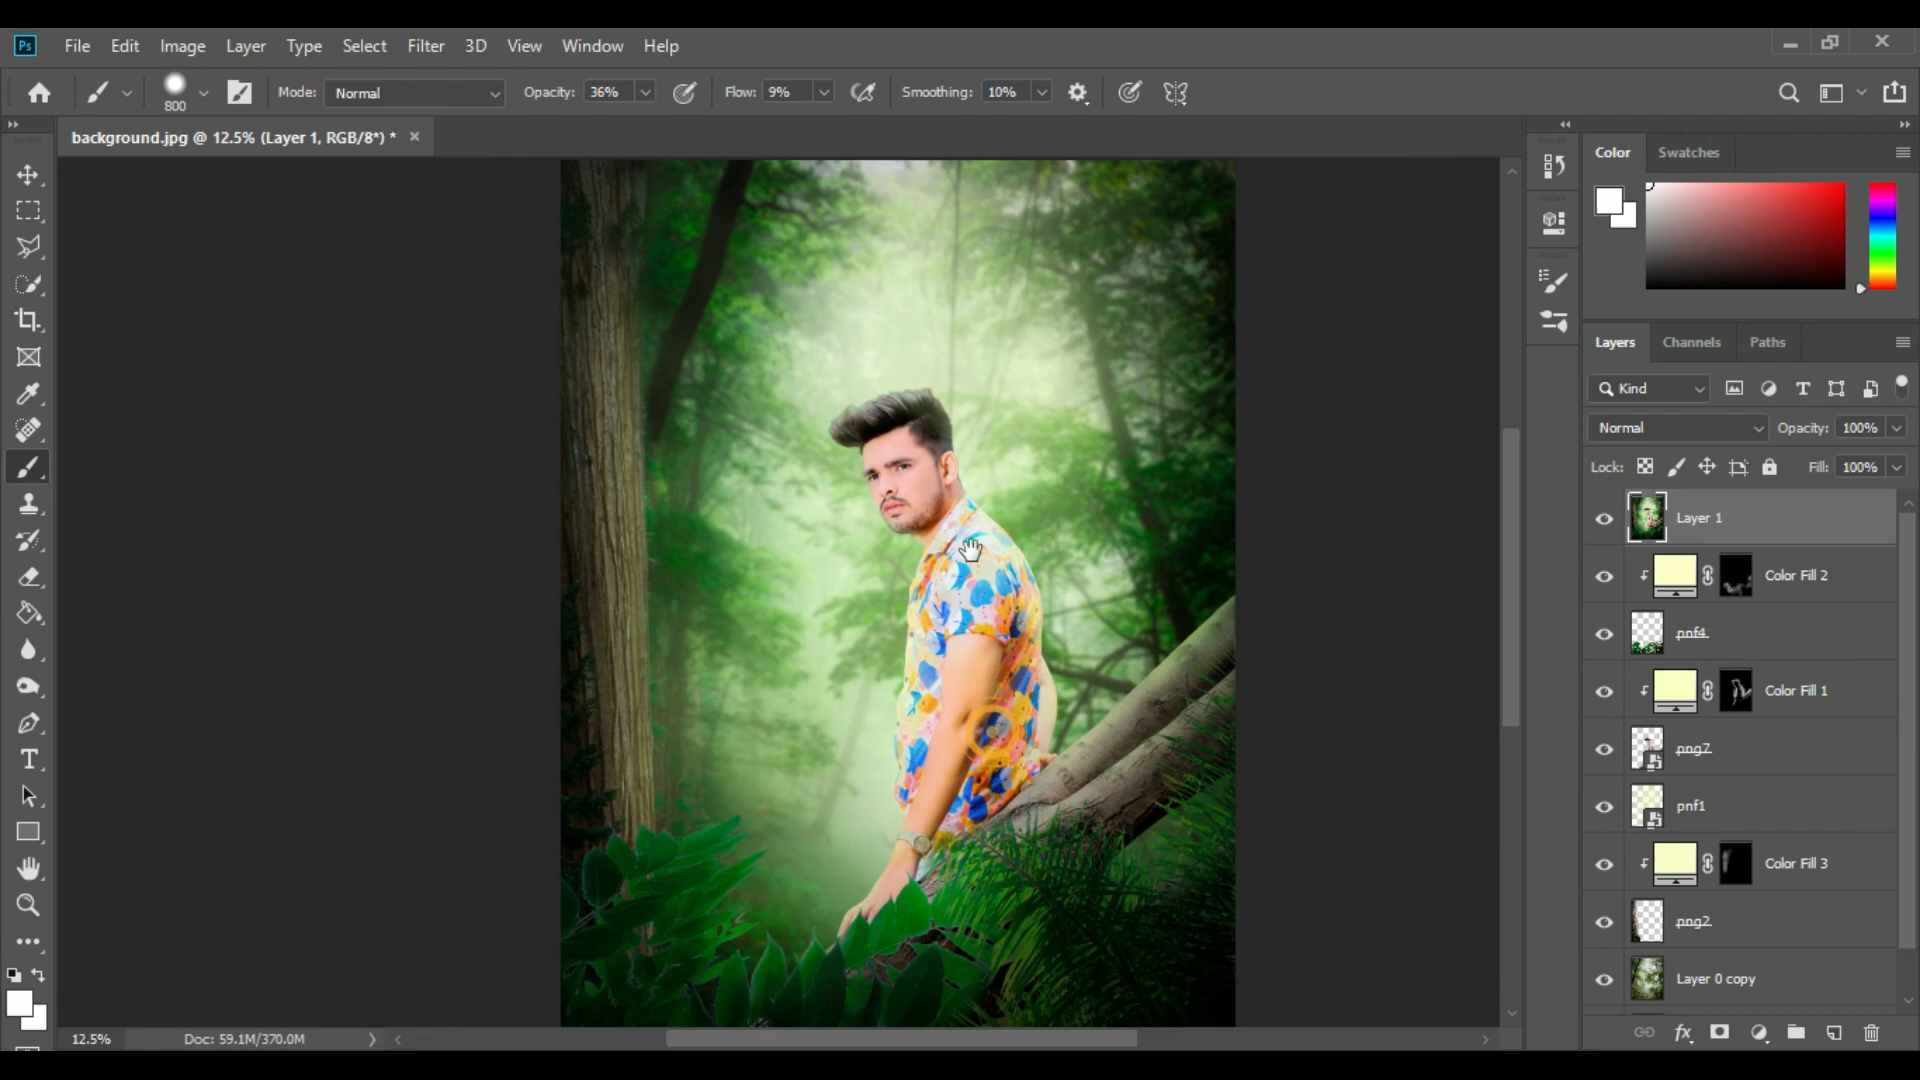 Ps File Edit Image Layer Type Select Filter 3D View Window Help
800 Mode: Normal Opacity: 36% Flow: 9% Smoothing: 10%
background.jpg @ 12.5% (Layer 1, RGB/8*) *
Color Swatches
Layers Channels Paths
Kind
Normal Opacity: 100%
Lock: Fill: 100%
Layer 1
Color Fill 2
pnf4
Color Fill 1
png7
pnf1
Color Fill 3
png2
Layer 0 copy
12.5% Doc: 59.1M/370.0M